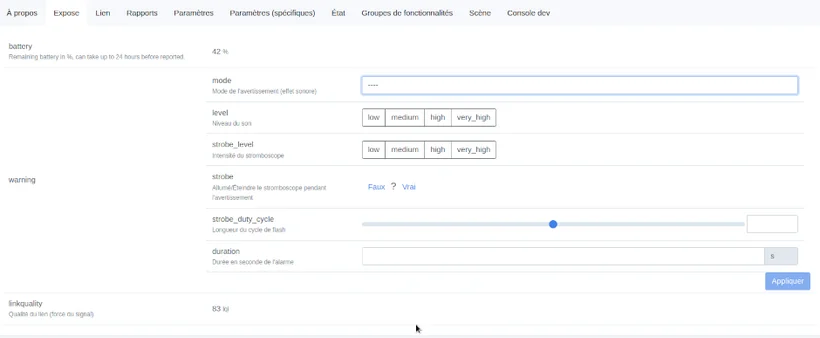 À propos Expose Lien Rapports Paramètres Paramètres (spécifiques) État Groupes de fonctionnalités Scène Console dev
battery
Remaining battery in %, can take up to 24 hours before reported.
42 %
warning
mode
Mode de l'avertissement (effet sonore)
----
level
Niveau du son
low medium high very_high
strobe_level
Intensité du stromboscope
low medium high very_high
strobe
Allumé/Éteindre le stromboscope pendant
l'avertissement
Faux ? Vrai
strobe_duty_cycle
Longueur du cycle de flash
duration
Durée en seconde de l'alarme
s
Appliquer
linkquality
Qualité du lien (force du signal)
83 lqi